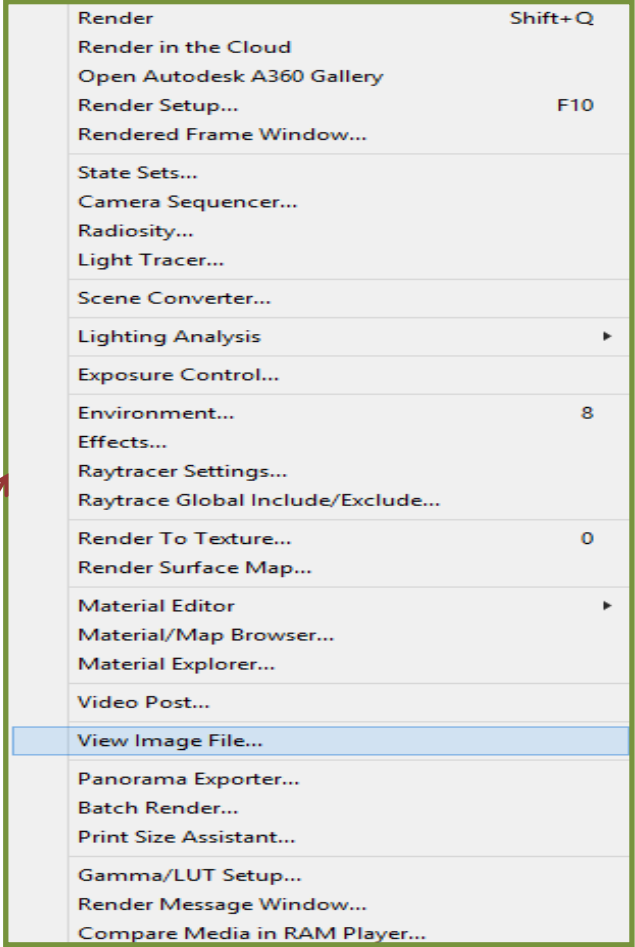 Render Shift+Q
Render in the Cloud
Open Autodesk A360 Gallery
Render Setup... F10
Rendered Frame Window...
State Sets...
Camera Sequencer...
Radiosity...
Light Tracer...
Scene Converter...
Lighting Analysis
Exposure Control...
Environment... 8
Effects...
Raytracer Settings...
Raytrace Global Include/Exclude...
Render To Texture... 0
Render Surface Map...
Material Editor
Material/Map Browser...
Material Explorer...
Video Post...
View Image File...
Panorama Exporter...
Batch Render...
Print Size Assistant...
Gamma/LUT Setup...
Render Message Window...
Compare Media in RAM Player...